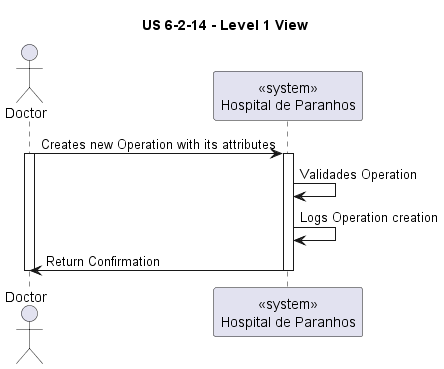 US 6-2-14 - Level 1 View
Doctor
«system»
Hospital de Paranhos
Creates new Operation with its attributes
Validades Operation
Logs Operation creation
Return Confirmation
Doctor
«system»
Hospital de Paranhos